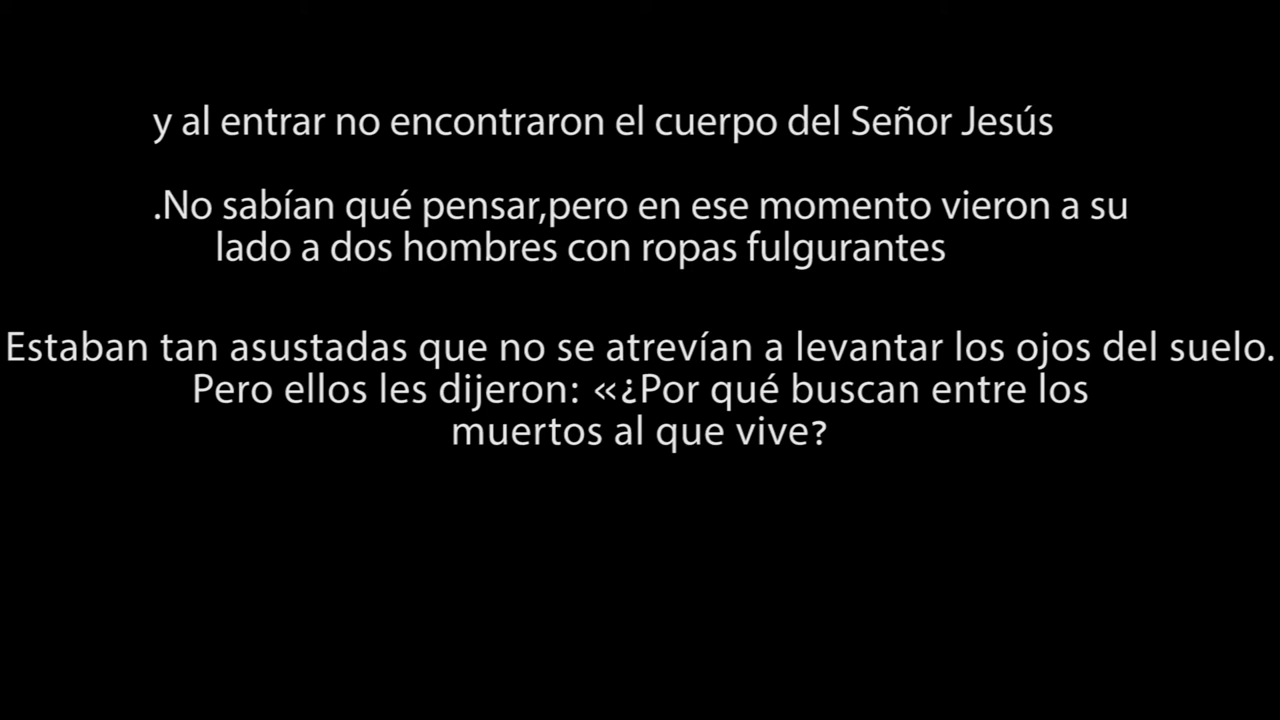 y al entrar no encontraron el cuerpo del Señor Jesús
.No sabían qué pensar,pero en ese momento vieron a su
lado a dos hombres con ropas fulgurantes
Estaban tan asustadas que no se atrevían a levantar los ojos del suelo.
Pero ellos les dijeron: «¿Por qué buscan entre los
muertos al que vive?